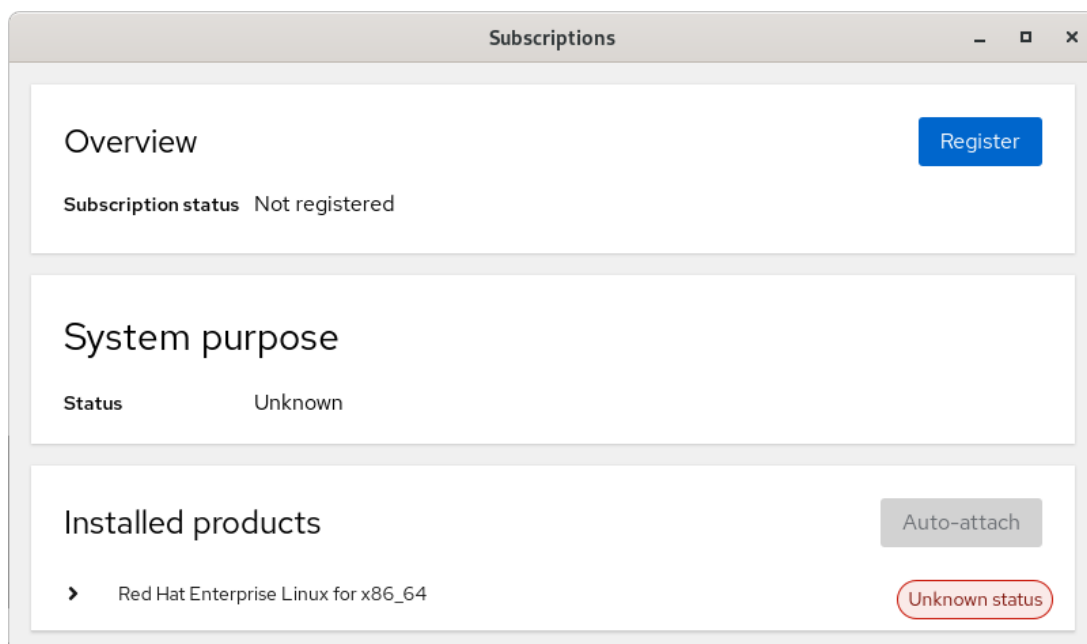 Subscriptions
Overview
Register
Subscription status Not registered
System purpose
Status Unknown
Installed products
Auto-attach
Red Hat Enterprise Linux for x86_64
Unknown status